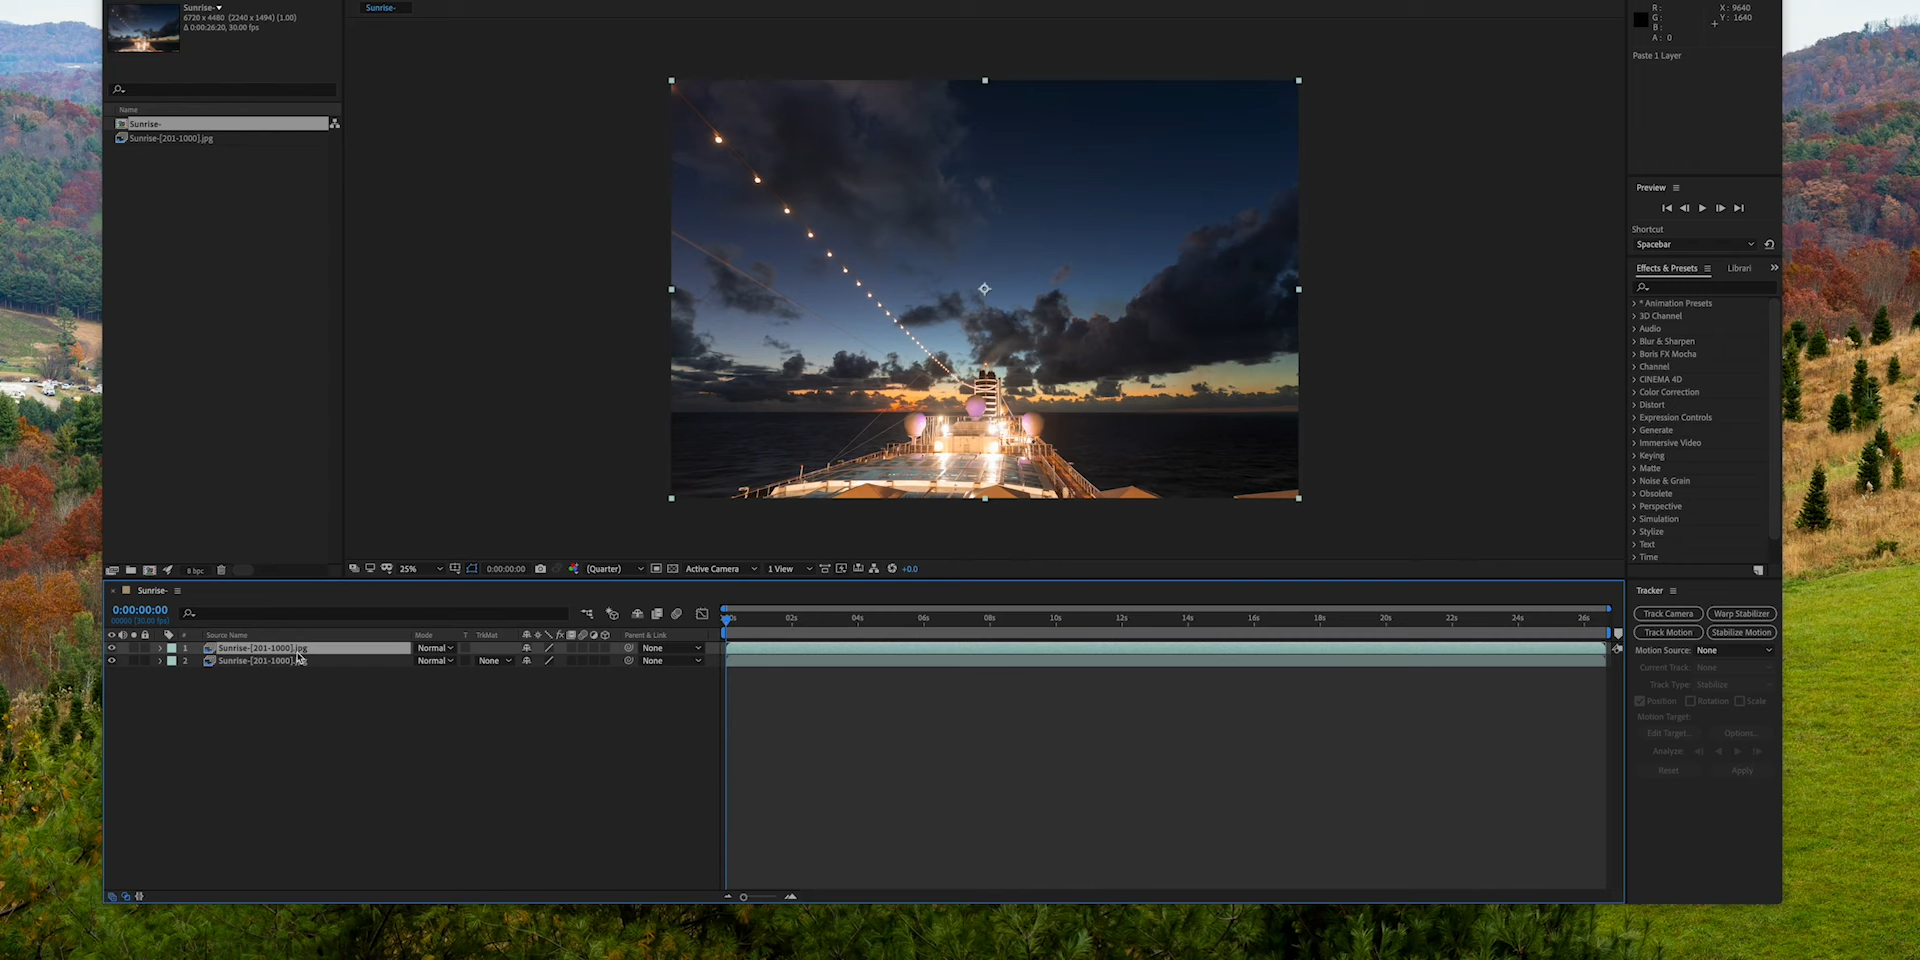 Sunrise-
6720 x 4480 (2240 x 1494) (1.00)
Δ 0:00:26:20, 30.00 fps
Name
Sunrise-
Sunrise-[201-1000].jpg
8 bpc
Sunrise-
25%
0:00:00:00
(Quarter)
Active Camera
1 View
+0.0
R :
G :
B :
A : 0
X : 9640
Y : 1640
Paste 1 Layer
Preview
Shortcut
Spacebar
Effects & Presets
Librari
* Animation Presets
3D Channel
Audio
Blur & Sharpen
Boris FX Mocha
Channel
CINEMA 4D
Color Correction
Distort
Expression Controls
Generate
Immersive Video
Keying
Matte
Noise & Grain
Obsolete
Perspective
Simulation
Stylize
Text
Time
Sunrise-
0:00:00:00
00000 (30.00 fps)
# Source Name Mode T TrkMat fx Parent & Link
1 Sunrise-[201-1000].jpg Normal None
2 Sunrise-[201-1000].jpg Normal None None
02s 04s 06s 08s 10s 12s 14s 16s 18s 20s 22s 24s 26s
Tracker
Track Camera Warp Stabilizer
Track Motion Stabilize Motion
Motion Source: None
Current Track: None
Track Type: Stabilize
Position Rotation Scale
Motion Target:
Edit Target... Options...
Analyze:
Reset Apply